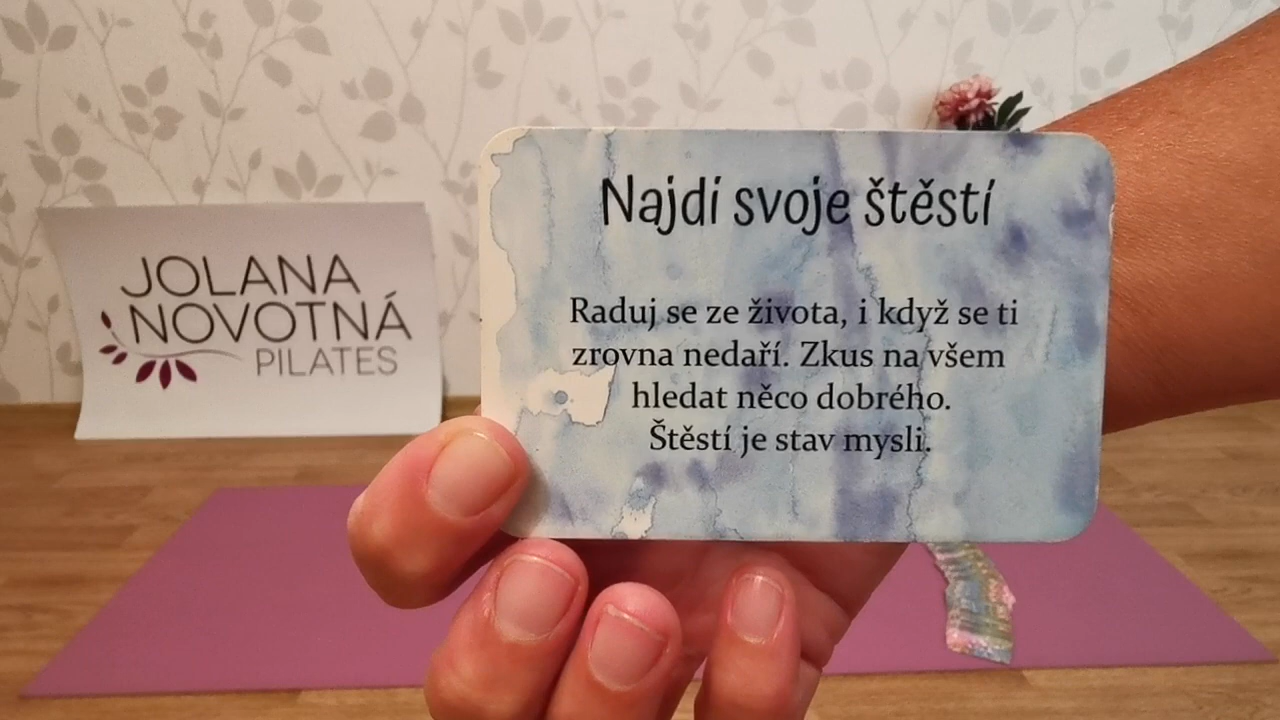 JOLANA
NOVOTNÁ
PILATES
Najdi svoje štěstí
Raduj se ze života, i když se ti
zrovna nedaří. Zkus na všem
hledat něco dobrého.
Štěstí je stav mysli.